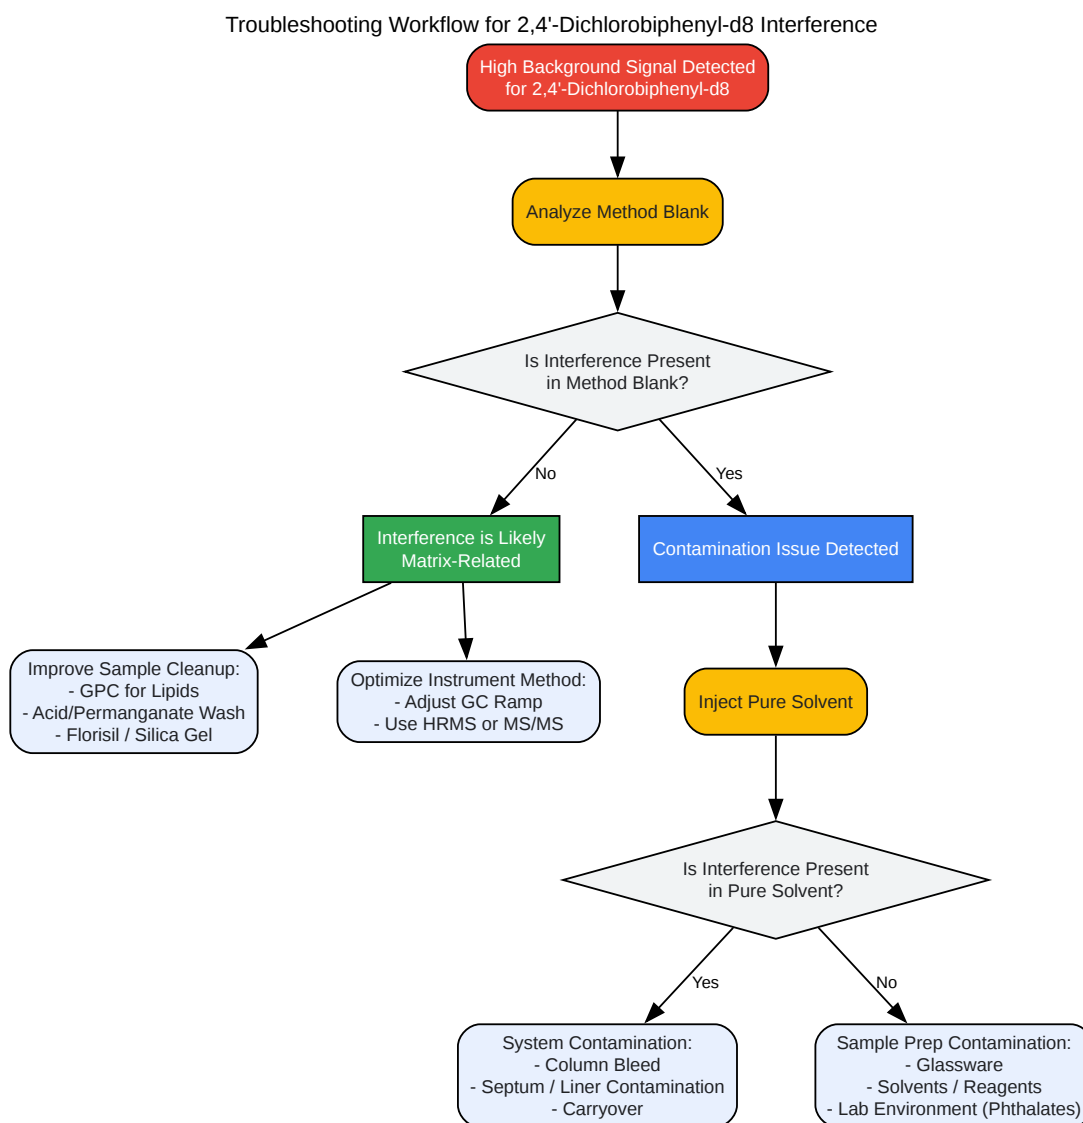 Troubleshooting Workflow for 2,4'-Dichlorobiphenyl-d8 Interference
High Background Signal Detected
for 2,4'-Dichlorobiphenyl-d8
Analyze Method Blank
Is Interference Present
in Method Blank?
No
Yes
Interference is Likely
Matrix-Related
Contamination Issue Detected
Improve Sample Cleanup:
- GPC for Lipids
- Acid/Permanganate Wash
- Florisil / Silica Gel
Optimize Instrument Method:
- Adjust GC Ramp
- Use HRMS or MS/MS
Inject Pure Solvent
Is Interference Present
in Pure Solvent?
Yes
No
System Contamination:
- Column Bleed
- Septum / Liner Contamination
- Carryover
Sample Prep Contamination:
- Glassware
- Solvents / Reagents
- Lab Environment (Phthalates)